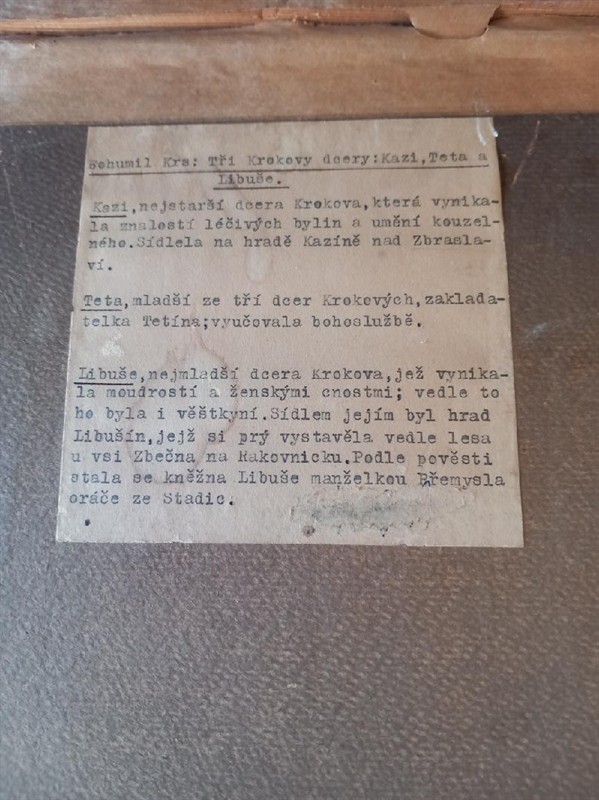 Bohumil Krs: Tři Krokovy dcery: Kazi,Teta a
Libuše.
Kazi,nejstarší dcera Krokova,která vynika-
la znalostí léčivých bylin a umění kouzel-
ného.Sídlela na hradě Kazíně nad Zbrasla-
ví.
Teta,mladší ze tří dcer Krokových,zaklada-
telka Tetína;vyučovala bohoslužbě.
Libuše,nejmladší dcera Krokova,jež vynika-
la moudrostí a ženskými cnostmi; vedle to
ho byla i věštkyní.Sídlem jejím byl hrad
Libušín,jejž si prý vystavěla vedle lesa
u vsi Zbečna na Rakovnicku.Podle pověsti
stala se kněžna Libuše manželkou Přemysla
oráče ze Stadic.